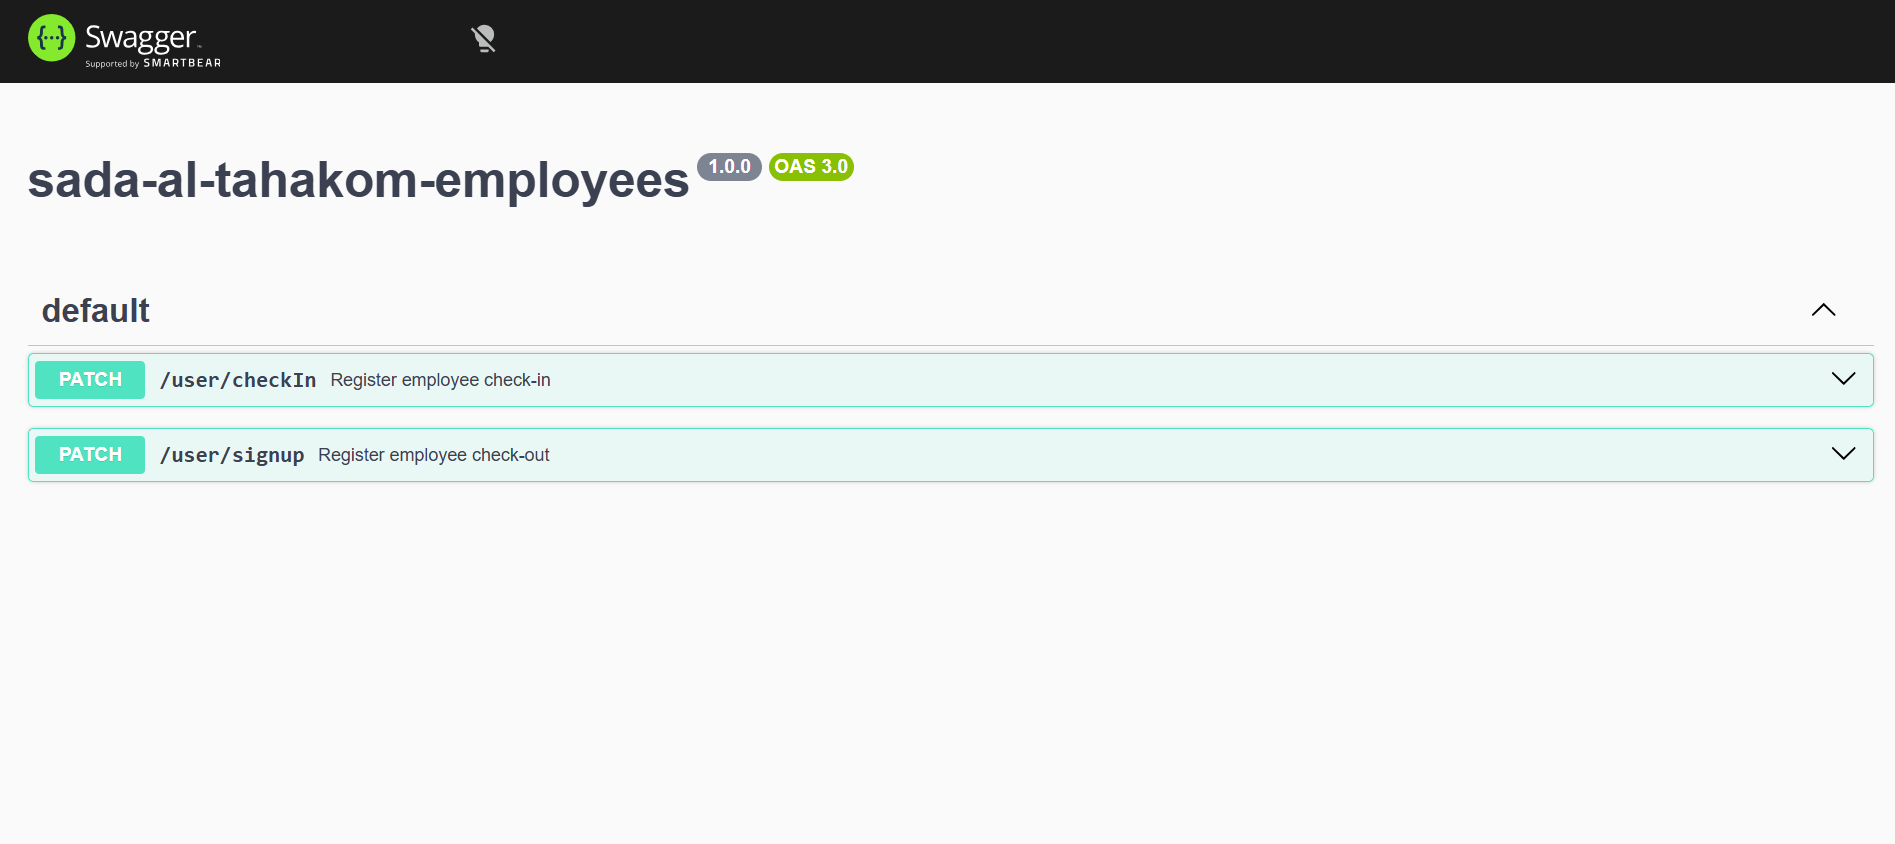 {···} Swagger™
Supported by SMARTBEAR
sada-al-tahakom-employees 1.0.0 OAS 3.0
default
PATCH /user/checkIn Register employee check-in
PATCH /user/signup Register employee check-out